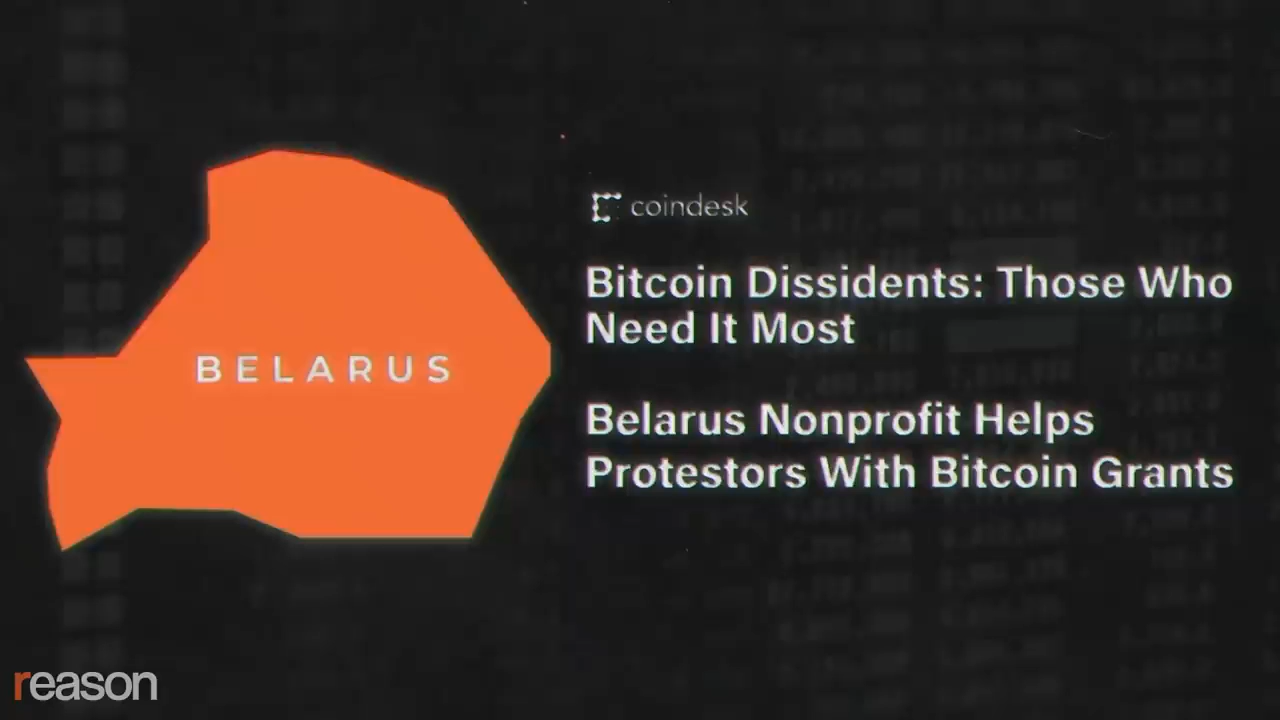 BELARUS
coindesk
Bitcoin Dissidents: Those Who
Need It Most
Belarus Nonprofit Helps
Protestors With Bitcoin Grants
reason